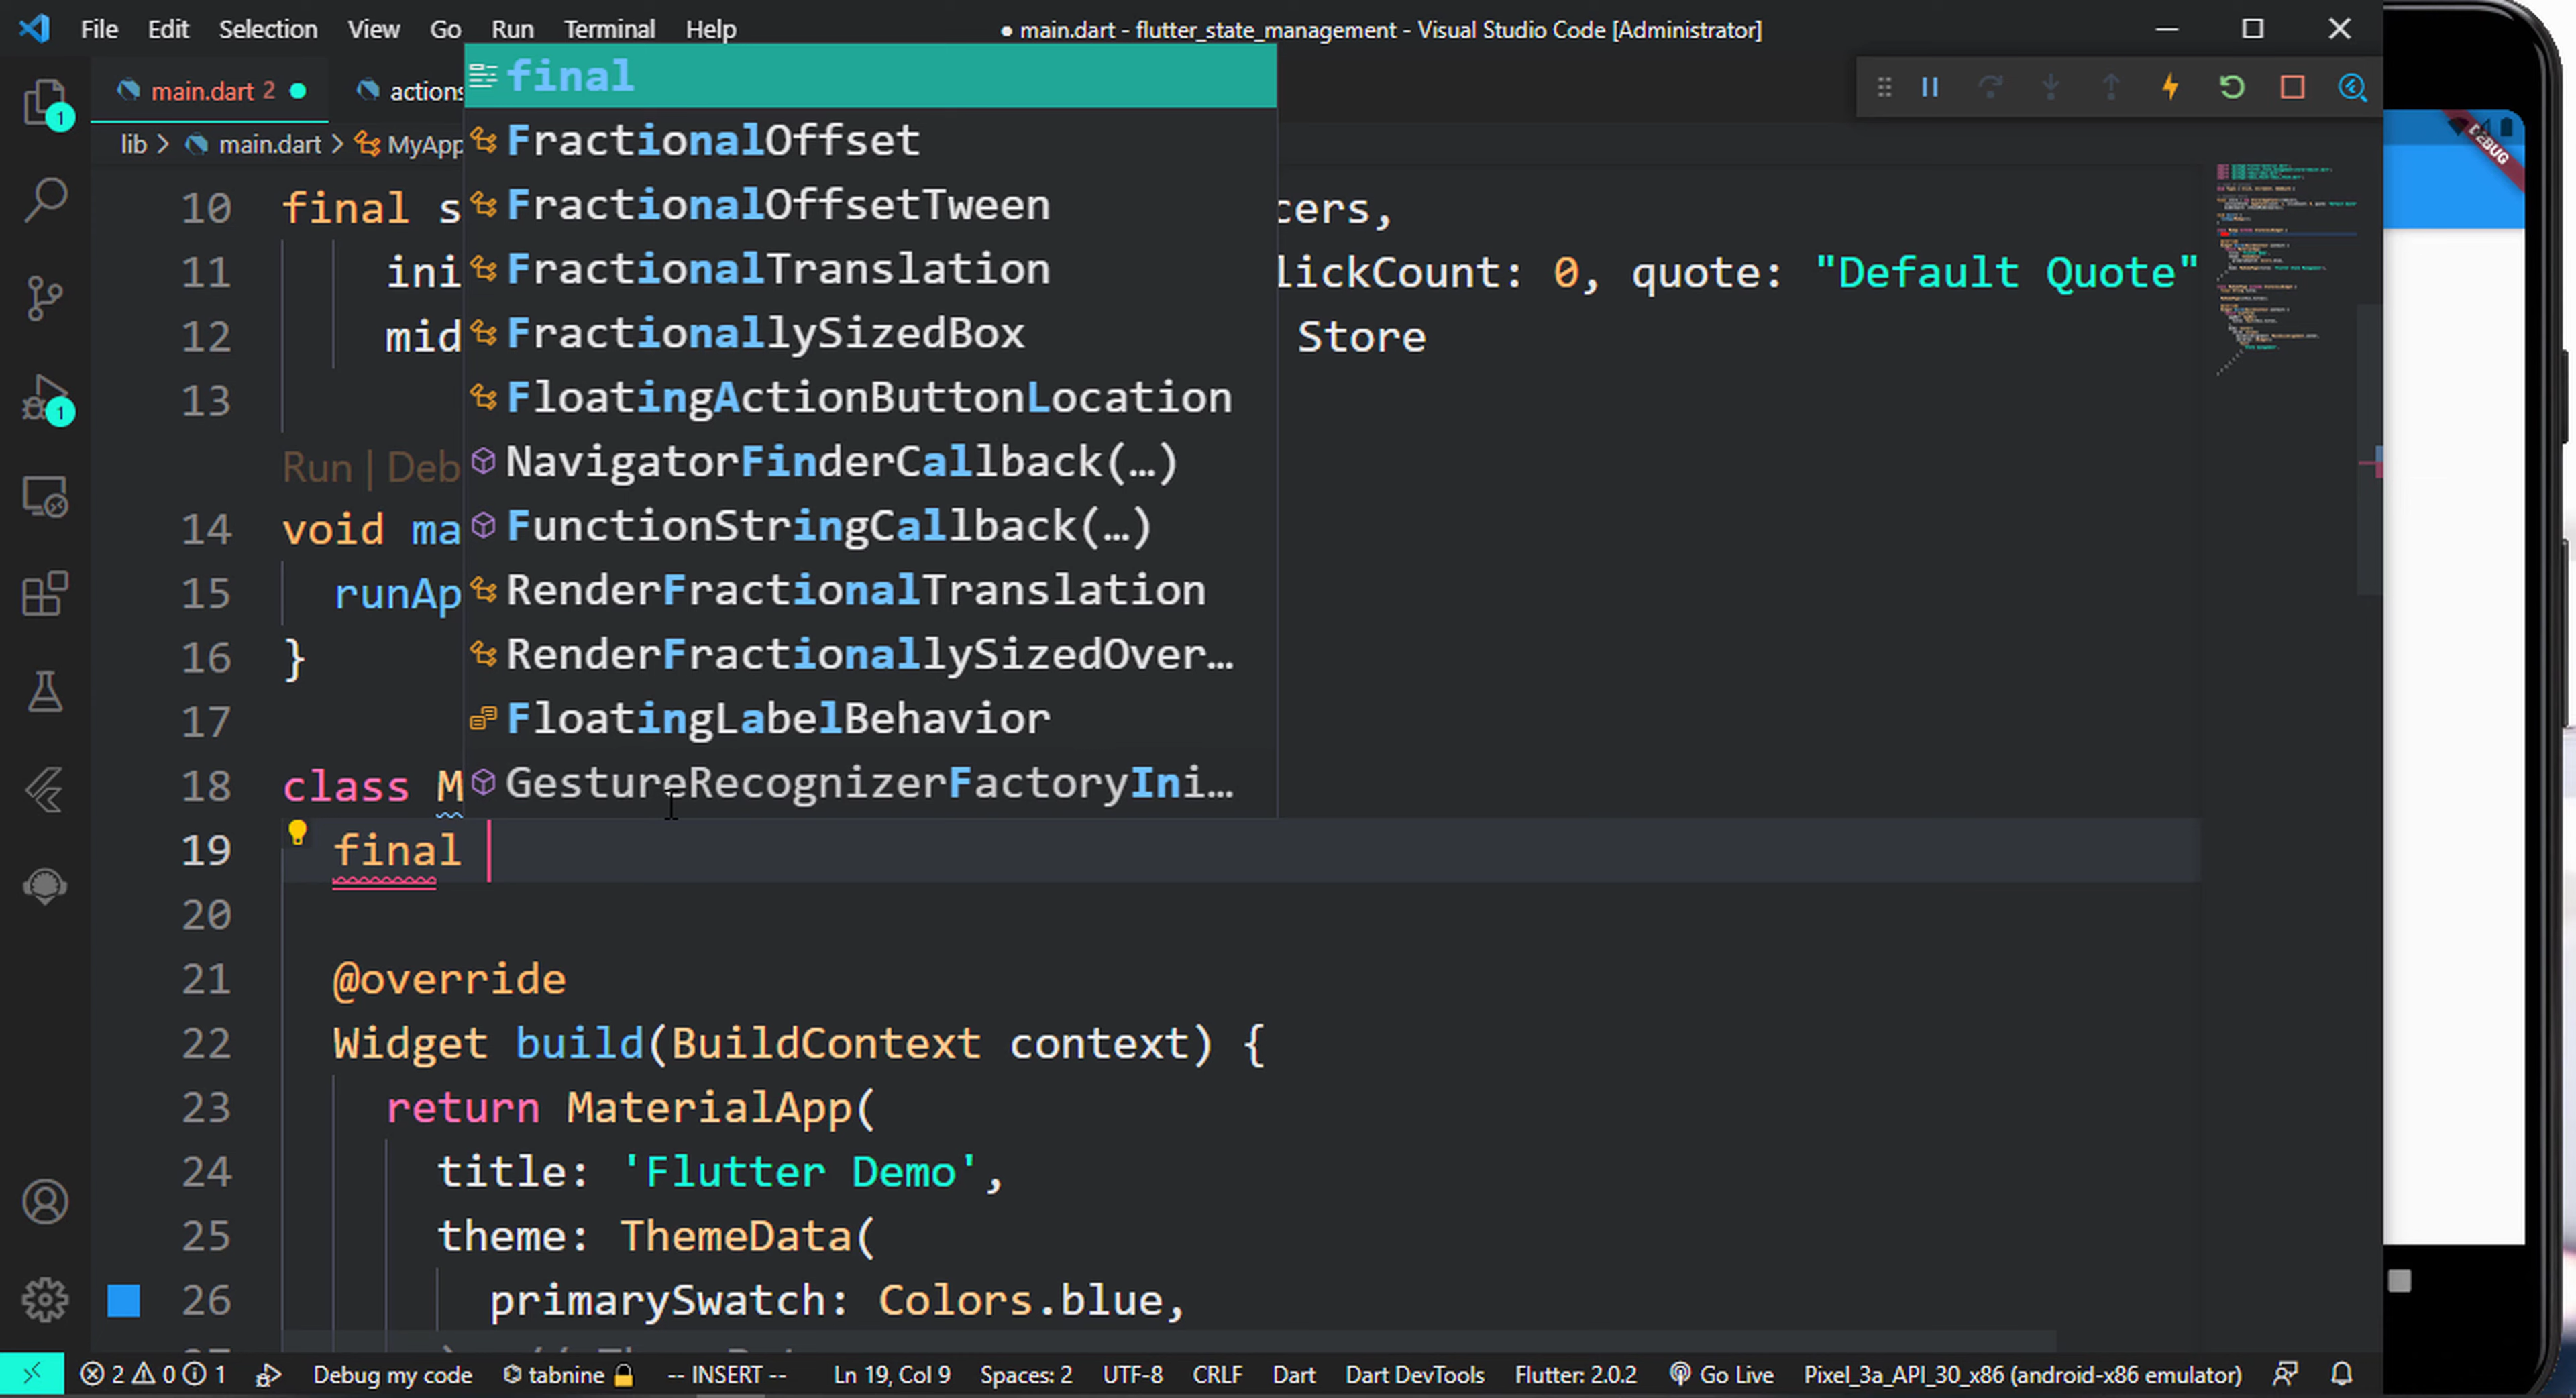 File Edit Selection View Go Run Terminal Help
● main.dart - flutter_state_management - Visual Studio Code [Administrator]
main.dart 2 ●
actions
lib > main.dart > MyApp
final
FractionalOffset
FractionalOffsetTween
FractionalTranslation
FractionallySizedBox
FloatingActionButtonLocation
NavigatorFinderCallback(…)
FunctionStringCallback(…)
RenderFractionalTranslation
RenderFractionallySizedOver…
FloatingLabelBehavior
GestureRecognizerFactoryIni…
10 final s cers,
11 ini lickCount: 0, quote: "Default Quote"
12 mid Store
13
Run | Deb
14 void ma
15 runAp
16 }
17
18 class M
19 final
20
21 @override
22 Widget build(BuildContext context) {
23 return MaterialApp(
24 title: 'Flutter Demo',
25 theme: ThemeData(
26 primarySwatch: Colors.blue,
1
1
DEBUG
2 0 1 Debug my code tabnine -- INSERT -- Ln 19, Col 9 Spaces: 2 UTF-8 CRLF Dart Dart DevTools Flutter: 2.0.2 Go Live Pixel_3a_API_30_x86 (android-x86 emulator)